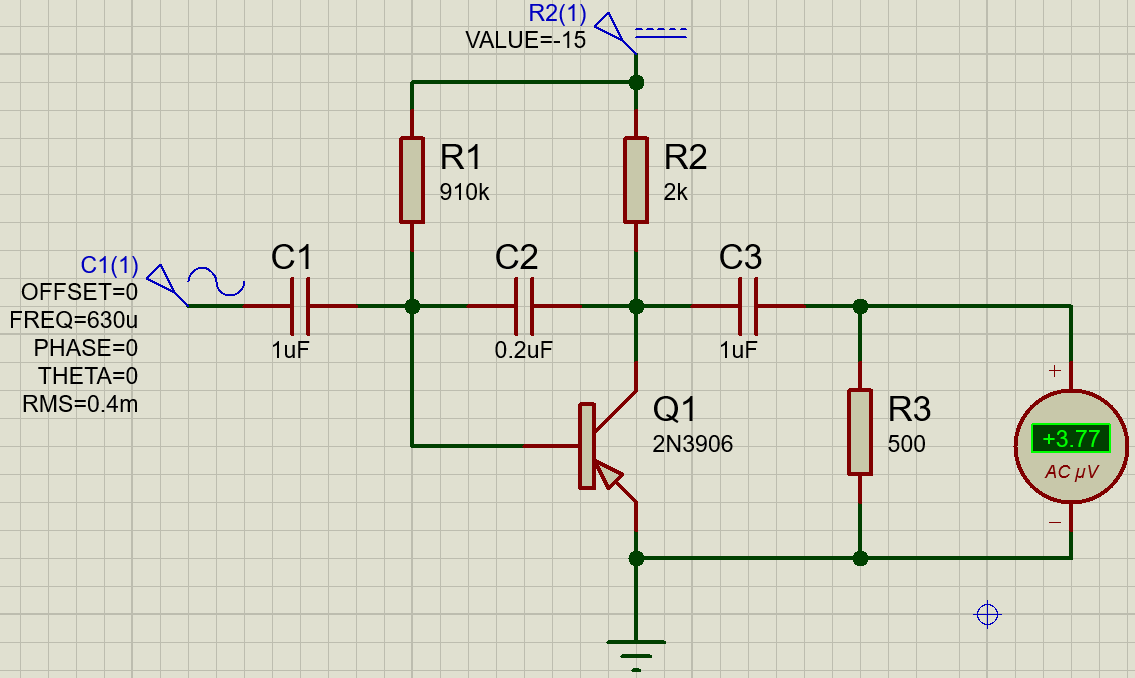 R2(1)
VALUE=-15
R1
910k
R2
2k
C1(1)
OFFSET=0
FREQ=630u
PHASE=0
THETA=0
RMS=0.4m
C1
1uF
C2
0.2uF
C3
1uF
Q1
2N3906
R3
500
+
+3.77
AC µV
−